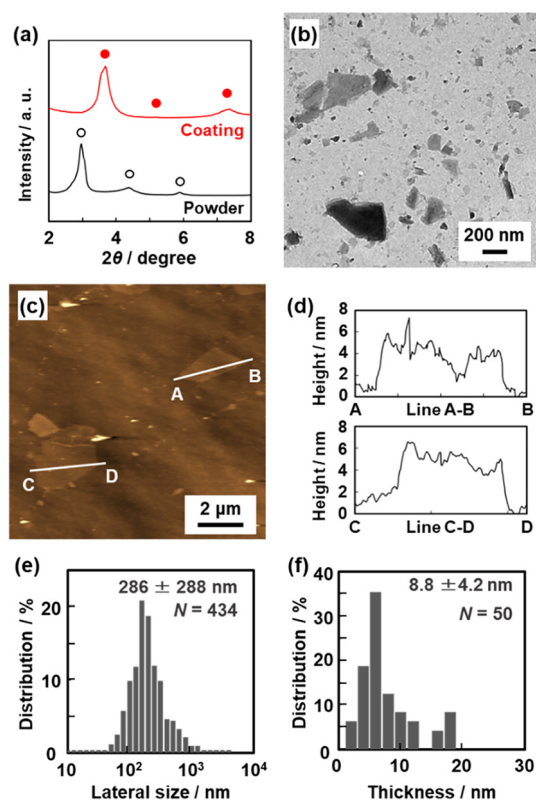 (a)
Intensity / a. u.
Coating
Powder
2 4 6 8
2θ / degree
(b)
200 nm
(c)
A
B
C
D
2 μm
(d)
Height / nm
8
6
4
2
0
A Line A-B B
Height / nm
8
6
4
2
0
C Line C-D D
(e)
286 ± 288 nm
N = 434
Distribution / %
20
10
0
10 10² 10³ 10⁴
Lateral size / nm
(f)
8.8 ±4.2 nm
N = 50
Distribution / %
40
35
20
10
0
0 10 20 30
Thickness / nm